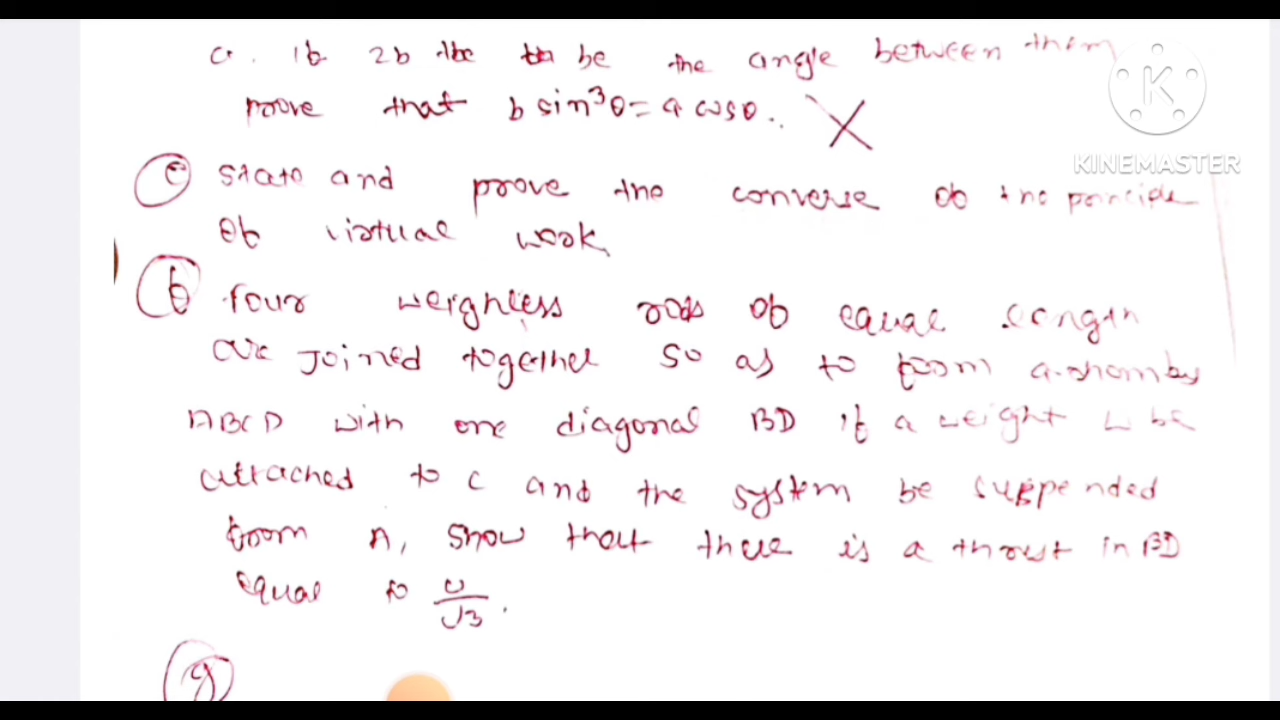 a. If 2b the be the angle between them
prove that b sin³θ = a cosθ.
K
KINEMASTER
e State and prove the converse of the principle
of virtual work
f four weighless rods of equal length
are joined together so as to form a rhombus
ABCD with one diagonal BD if a weight W be
attached to C and the system be suspended
from A, show that there is a thrust in BD
equal to W/√3.
g